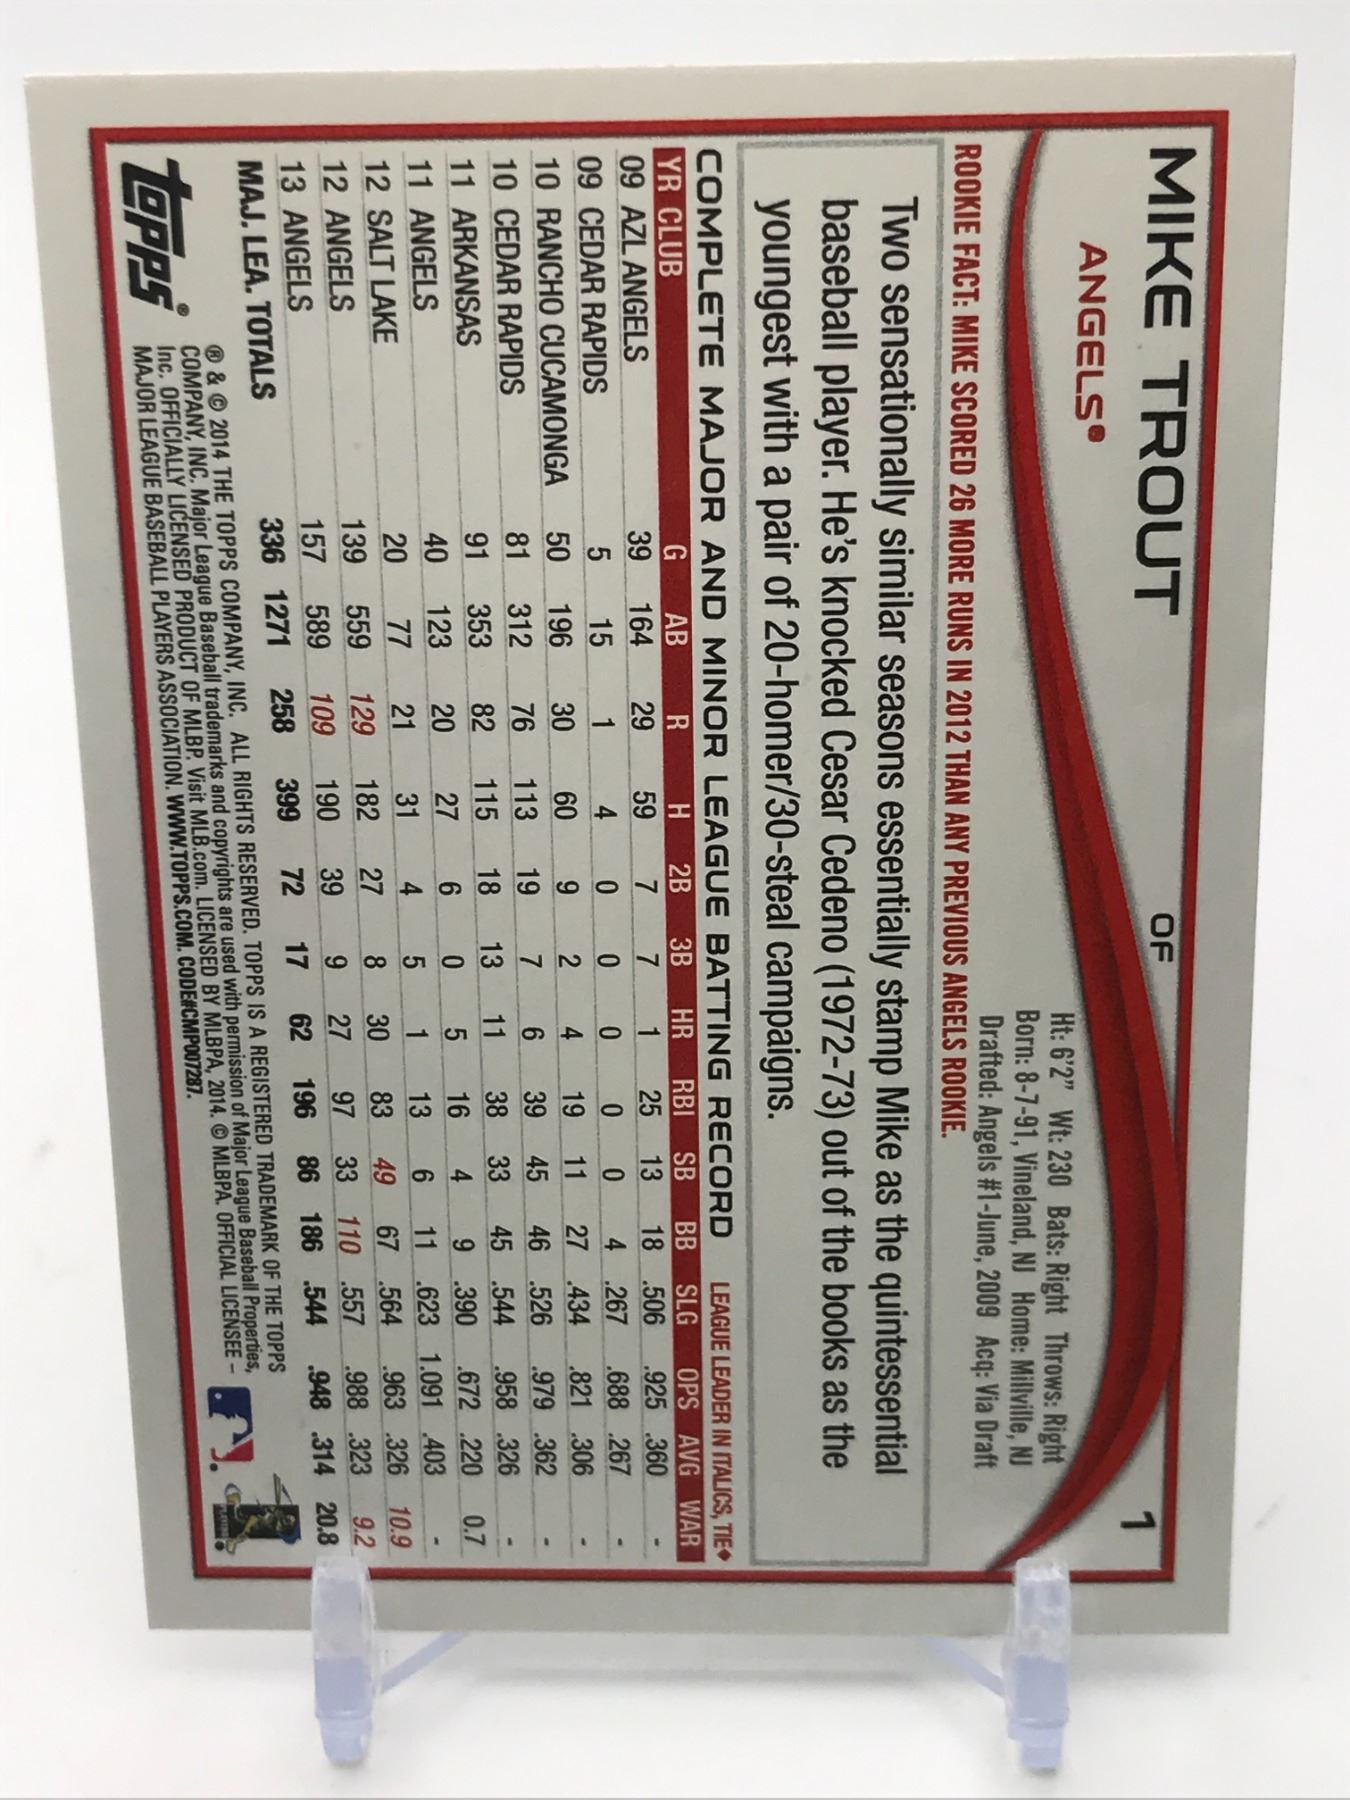 MIKE TROUT OF 1
ANGELS®
Ht: 6'2" Wt: 230 Bats: Right Throws: Right
Born: 8-7-91, Vineland, NJ Home: Millville, NJ
Drafted: Angels #1-June, 2009 Acq: Via Draft
ROOKIE FACT: MIKE SCORED 26 MORE RUNS IN 2012 THAN ANY PREVIOUS ANGELS ROOKIE.
Two sensationally similar seasons essentially stamp Mike as the quintessential
baseball player. He's knocked Cesar Cedeno (1972-73) out of the books as the
youngest with a pair of 20-homer/30-steal campaigns.
COMPLETE MAJOR AND MINOR LEAGUE BATTING RECORD LEAGUE LEADER IN ITALICS, TIE♦
YR CLUB G AB R H 2B 3B HR RBI SB BB SLG OPS AVG WAR
09 AZL ANGELS 39 164 29 59 7 7 1 25 13 18 .506 .925 .360 -
09 CEDAR RAPIDS 5 15 1 4 0 0 0 0 0 4 .267 .688 .267 -
10 RANCHO CUCAMONGA 50 196 30 60 9 2 4 19 11 27 .434 .821 .306 -
10 CEDAR RAPIDS 81 312 76 113 19 7 6 39 45 46 .526 .979 .362 -
11 ARKANSAS 91 353 82 115 18 13 11 38 33 45 .544 .958 .326 -
11 ANGELS 40 123 20 27 6 0 5 16 4 9 .390 .672 .220 0.7
12 SALT LAKE 20 77 21 31 4 5 1 13 6 11 .623 1.091 .403 -
12 ANGELS 139 559 129 182 27 8 30 83 49 67 .564 .963 .326 10.9
13 ANGELS 157 589 109 190 39 9 27 97 33 110 .557 .988 .323 9.2
MAJ. LEA. TOTALS 336 1271 258 399 72 17 62 196 86 186 .544 .948 .314 20.8
topps®
® & © 2014 THE TOPPS COMPANY, INC. ALL RIGHTS RESERVED. TOPPS IS A REGISTERED TRADEMARK OF THE TOPPS
COMPANY, INC. Major League Baseball trademarks and copyrights are used with permission of Major League Baseball Properties,
Inc. OFFICIALLY LICENSED PRODUCT OF MLBP. Visit MLB.com. LICENSED BY MLBPA, 2014. © MLBPA. OFFICIAL LICENSEE –
MAJOR LEAGUE BASEBALL PLAYERS ASSOCIATION. WWW.TOPPS.COM. CODE#CMP007287.